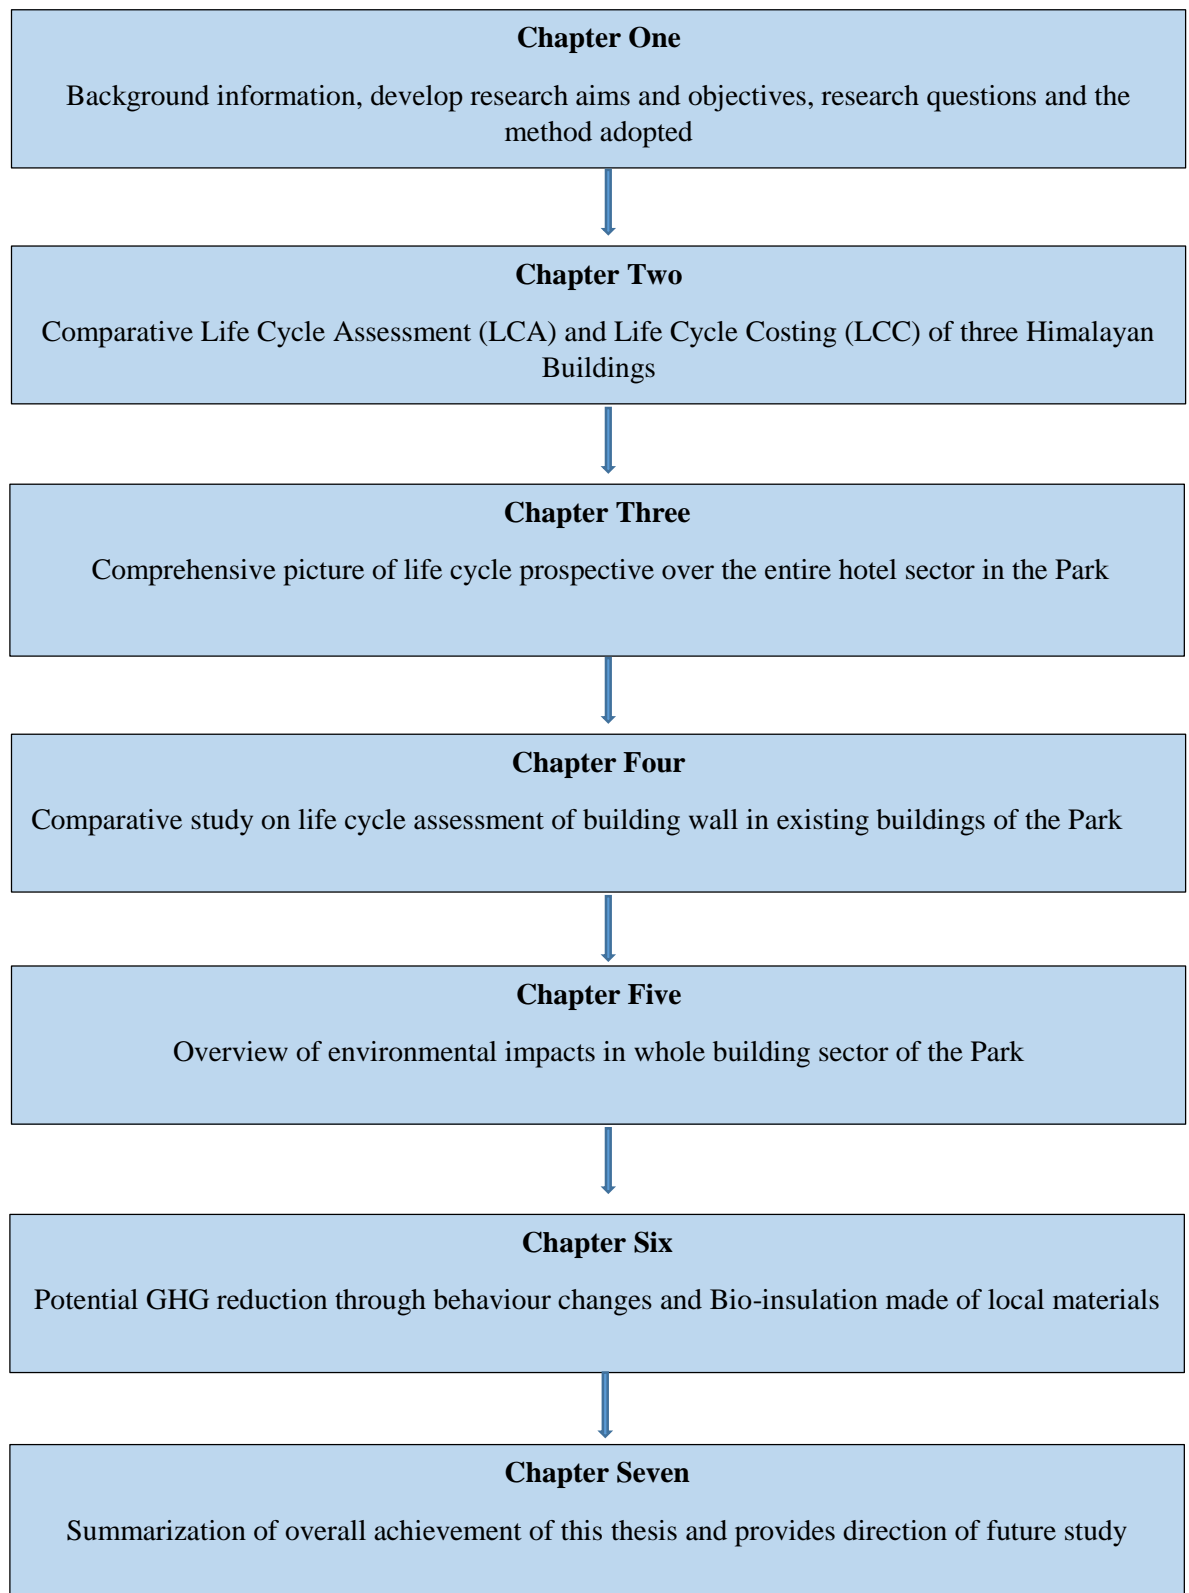 Chapter One
Background information, develop research aims and objectives, research questions and the
method adopted
Chapter Two
Comparative Life Cycle Assessment (LCA) and Life Cycle Costing (LCC) of three Himalayan
Buildings
Chapter Three
Comprehensive picture of life cycle prospective over the entire hotel sector in the Park
Chapter Four
Comparative study on life cycle assessment of building wall in existing buildings of the Park
Chapter Five
Overview of environmental impacts in whole building sector of the Park
Chapter Six
Potential GHG reduction through behaviour changes and Bio-insulation made of local materials
Chapter Seven
Summarization of overall achievement of this thesis and provides direction of future study